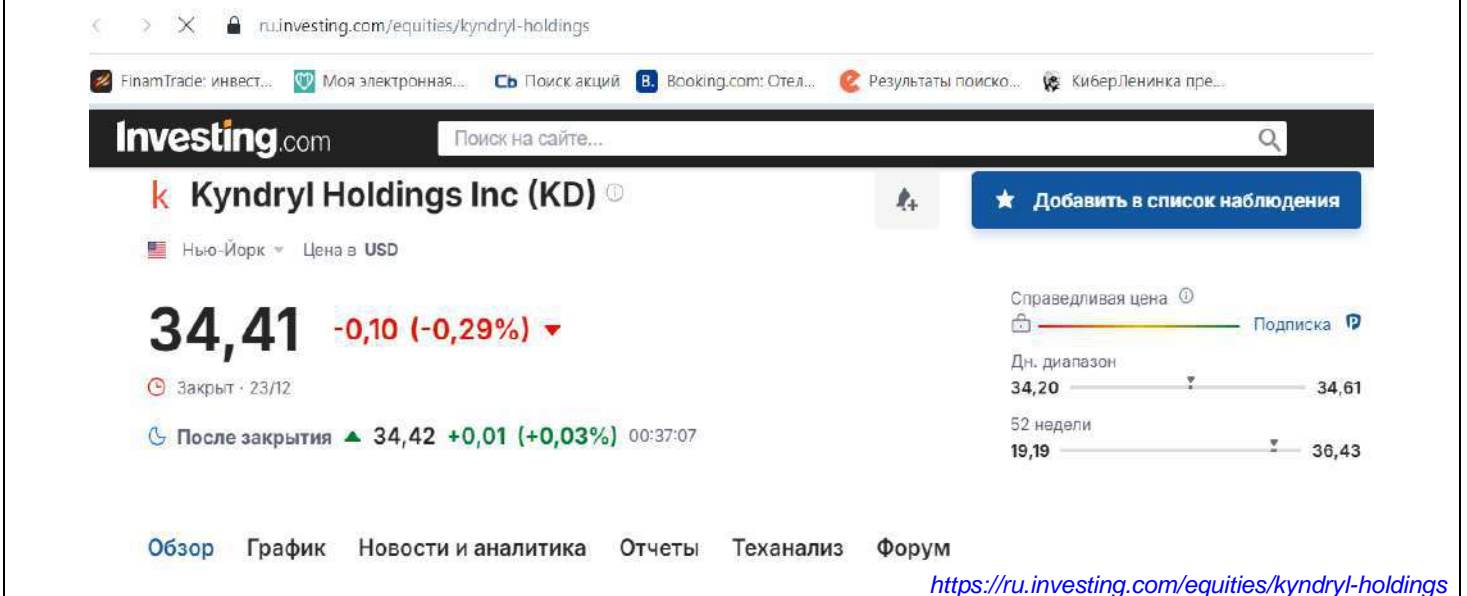 ru.investing.com/equities/kyndryl-holdings
FinamTrade: инвест... Моя электронная... Сь Поиск акций B. Booking.com: Отел... Результаты поиско... КиберЛенинка пре...
Investing.com Поиск на сайте...
k Kyndryl Holdings Inc (KD)
Добавить в список наблюдения
Нью-Йорк Цена в USD
34,41 -0,10 (-0,29%)
Закрыт · 23/12
После закрытия 34,42 +0,01 (+0,03%) 00:37:07
Справедливая цена
Подписка P
Дн. диапазон
34,20 34,61
52 недели
19,19 36,43
Обзор График Новости и аналитика Отчеты Теханализ Форум
https://ru.investing.com/equities/kyndryl-holdings